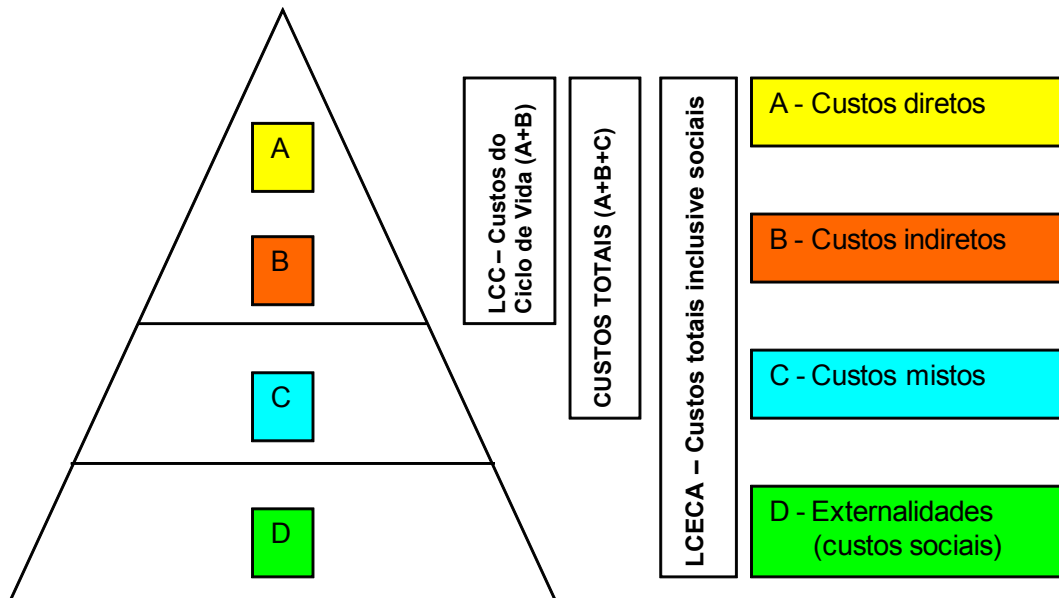 A
B
C
D
LCC – Custos do
Ciclo de Vida (A+B)
CUSTOS TOTAIS (A+B+C)
LCECA – Custos totais inclusive sociais
A - Custos diretos
B - Custos indiretos
C - Custos mistos
D - Externalidades
(custos sociais)